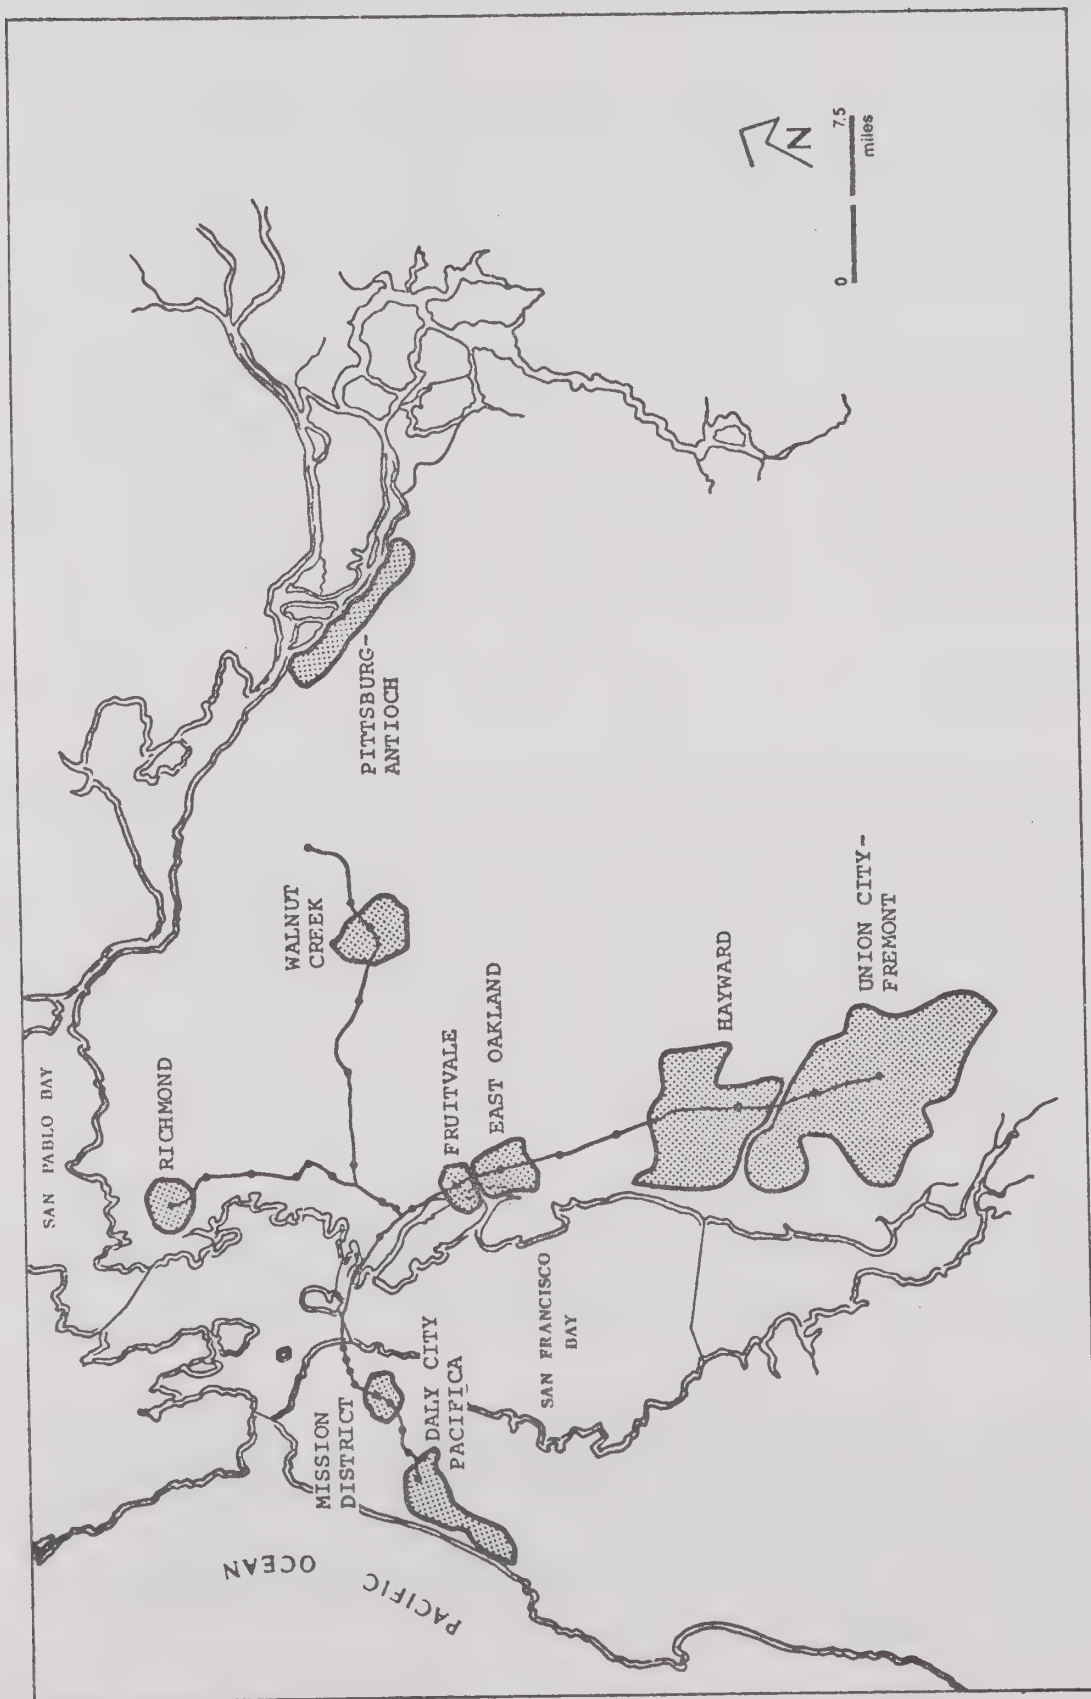 SAN PABLO BAY
RICHMOND
WALNUT
CREEK
PITTSBURG-
ANTIOCH
N
0 7.5
miles
PACIFIC OCEAN
MISSION
DISTRICT
DALY CITY
PACIFICA
FRUITVALE
EAST OAKLAND
SAN FRANCISCO
BAY
HAYWARD
UNION CITY-
FREMONT